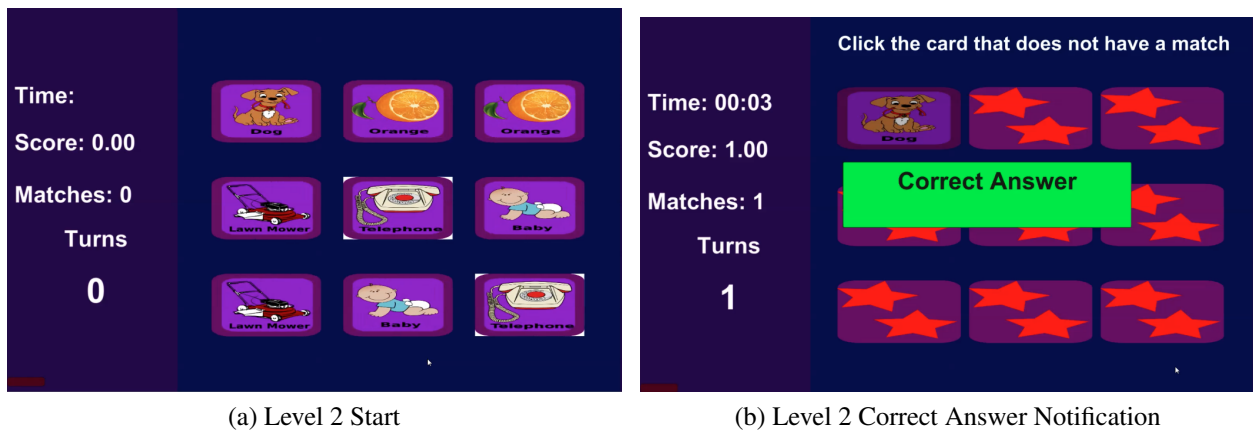 Time:
Score: 0.00
Matches: 0
Turns
0
Dog
Orange
Orange
Lawn Mower
Telephone
Baby
Lawn Mower
Baby
Telephone
(a) Level 2 Start
Click the card that does not have a match
Time: 00:03
Score: 1.00
Matches: 1
Turns
1
Dog
Correct Answer
(b) Level 2 Correct Answer Notification